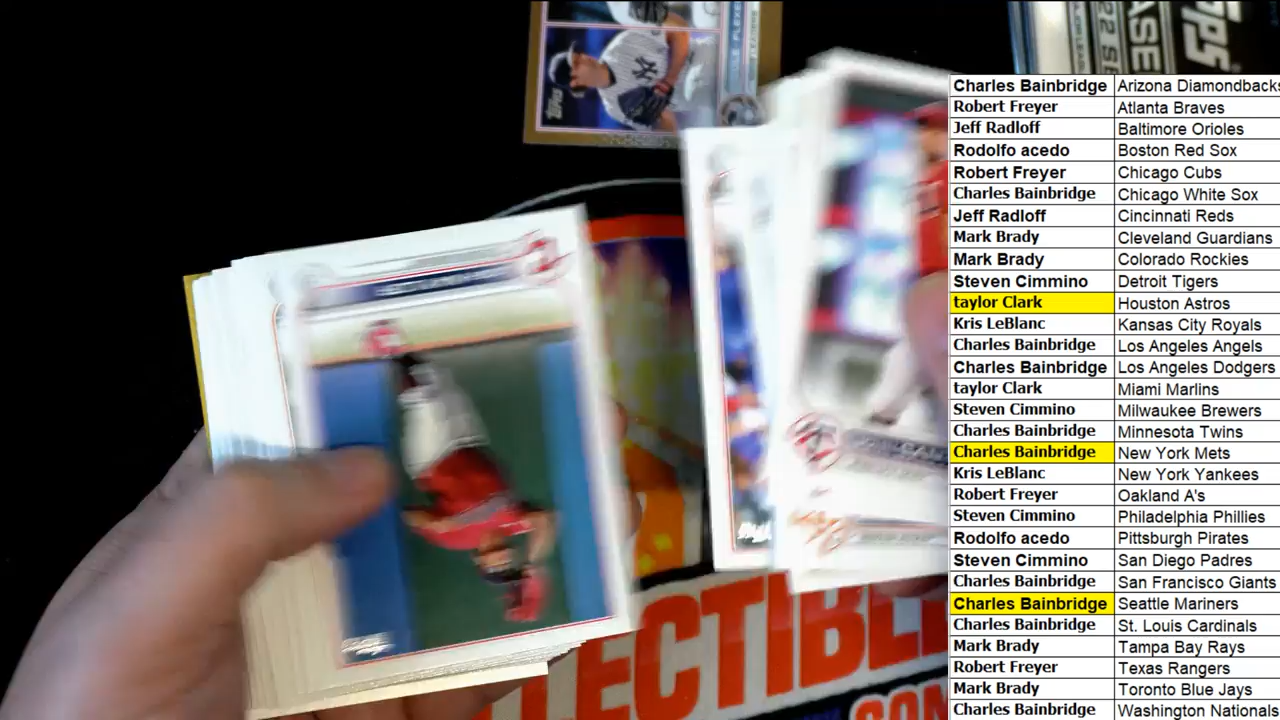 Charles Bainbridge Arizona Diamondbacks
Robert Freyer Atlanta Braves
Jeff Radloff Baltimore Orioles
Rodolfo acedo Boston Red Sox
Robert Freyer Chicago Cubs
Charles Bainbridge Chicago White Sox
Jeff Radloff Cincinnati Reds
Mark Brady Cleveland Guardians
Mark Brady Colorado Rockies
Steven Cimmino Detroit Tigers
taylor Clark Houston Astros
Kris LeBlanc Kansas City Royals
Charles Bainbridge Los Angeles Angels
Charles Bainbridge Los Angeles Dodgers
taylor Clark Miami Marlins
Steven Cimmino Milwaukee Brewers
Charles Bainbridge Minnesota Twins
Charles Bainbridge New York Mets
Kris LeBlanc New York Yankees
Robert Freyer Oakland A's
Steven Cimmino Philadelphia Phillies
Rodolfo acedo Pittsburgh Pirates
Steven Cimmino San Diego Padres
Charles Bainbridge San Francisco Giants
Charles Bainbridge Seattle Mariners
Charles Bainbridge St. Louis Cardinals
Mark Brady Tampa Bay Rays
Robert Freyer Texas Rangers
Mark Brady Toronto Blue Jays
Charles Bainbridge Washington Nationals
topps
LECTIBLE
.CON